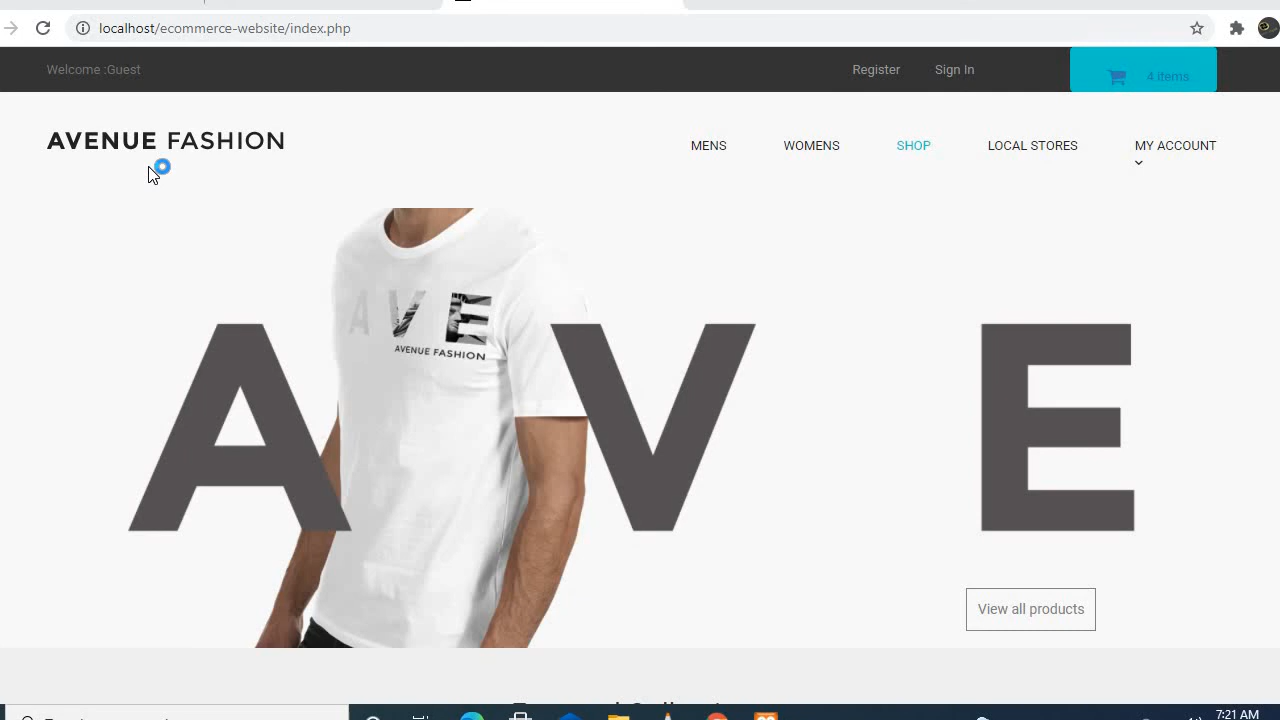 localhost/ecommerce-website/index.php
Welcome :Guest
Register
Sign In
4 items
AVENUE FASHION
MENS
WOMENS
SHOP
LOCAL STORES
MY ACCOUNT
AVE
AVENUE FASHION
A V E
View all products
7:21 AM